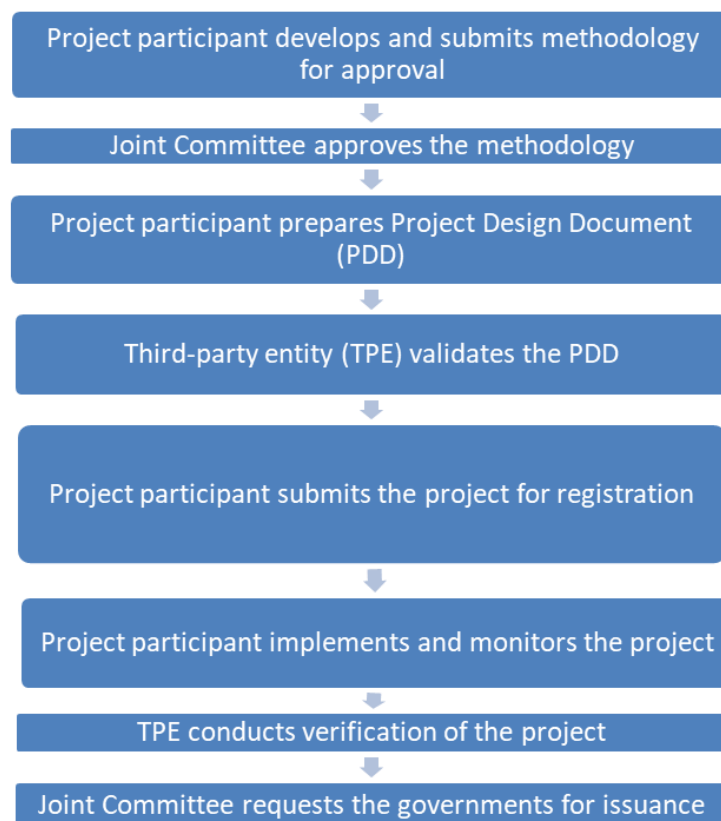 Project participant develops and submits methodology
for approval
Joint Committee approves the methodology
Project participant prepares Project Design Document
(PDD)
Third-party entity (TPE) validates the PDD
Project participant submits the project for registration
Project participant implements and monitors the project
TPE conducts verification of the project
Joint Committee requests the governments for issuance